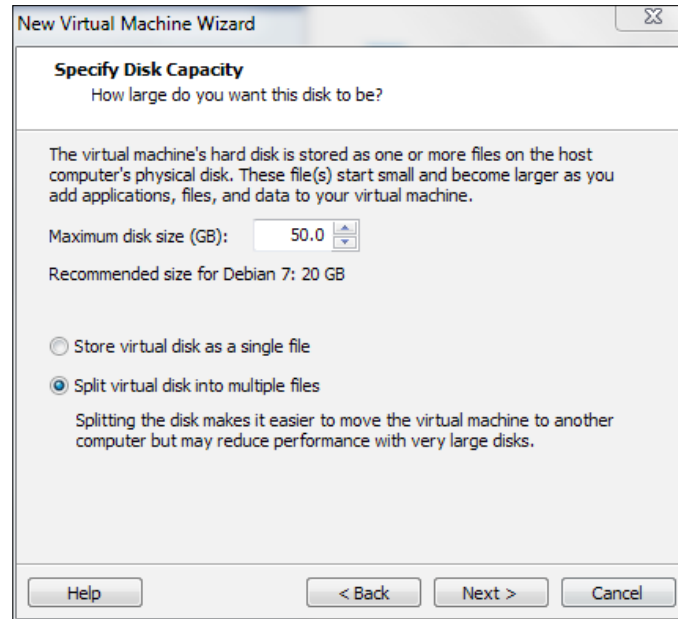 New Virtual Machine Wizard
Specify Disk Capacity
How large do you want this disk to be?
The virtual machine's hard disk is stored as one or more files on the host
computer's physical disk. These file(s) start small and become larger as you
add applications, files, and data to your virtual machine.
Maximum disk size (GB): 50.0
Recommended size for Debian 7: 20 GB
Store virtual disk as a single file
Split virtual disk into multiple files
Splitting the disk makes it easier to move the virtual machine to another
computer but may reduce performance with very large disks.
Help < Back Next > Cancel